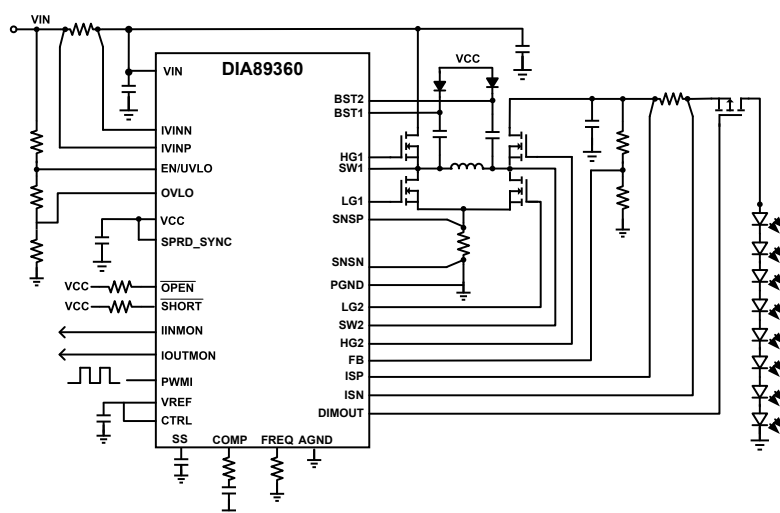 VIN
DIA89360
VCC
VIN
BST2
BST1
IVINN
IVINP
HG1
SW1
EN/UVLO
OVLO
LG1
VCC
SNSP
SPRD_SYNC
SNSN
VCC
OPEN
PGND
VCC
SHORT
LG2
IINMON
SW2
HG2
IOUTMON
FB
PWMI
ISP
ISN
VREF
DIMOUT
CTRL
SS
COMP
FREQ
AGND